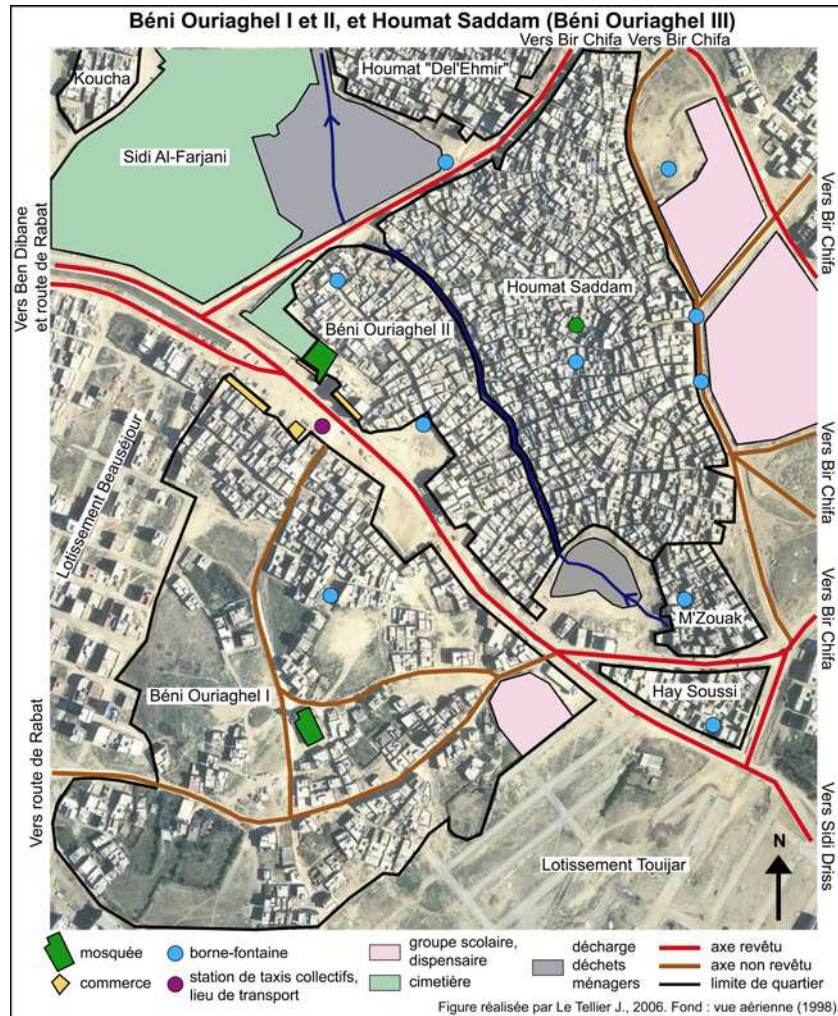 Béni Ouriaghel I et II, et Houmat Saddam (Béni Ouriaghel III)
Vers Bir Chifa
Vers Bir Chifa
Koucha
Houmat "Del'Ehmir"
Sidi Al-Farjani
Vers Bir Chifa
Vers Ben Dibane
et route de Rabat
Houmat Saddam
Béni Ouriaghel II
Lotissement Beauséjour
Vers Bir Chifa
Vers Bir Chifa
M'Zouak
Béni Ouriaghel I
Hay Soussi
Vers route de Rabat
Vers Sidi Driss
Lotissement Touijar
N
mosquée
commerce
borne-fontaine
station de taxis collectifs,
lieu de transport
groupe scolaire,
dispensaire
cimetière
décharge
déchets
ménagers
axe revêtu
axe non revêtu
limite de quartier
Figure réalisée par Le Tellier J., 2006. Fond : vue aérienne (1998)